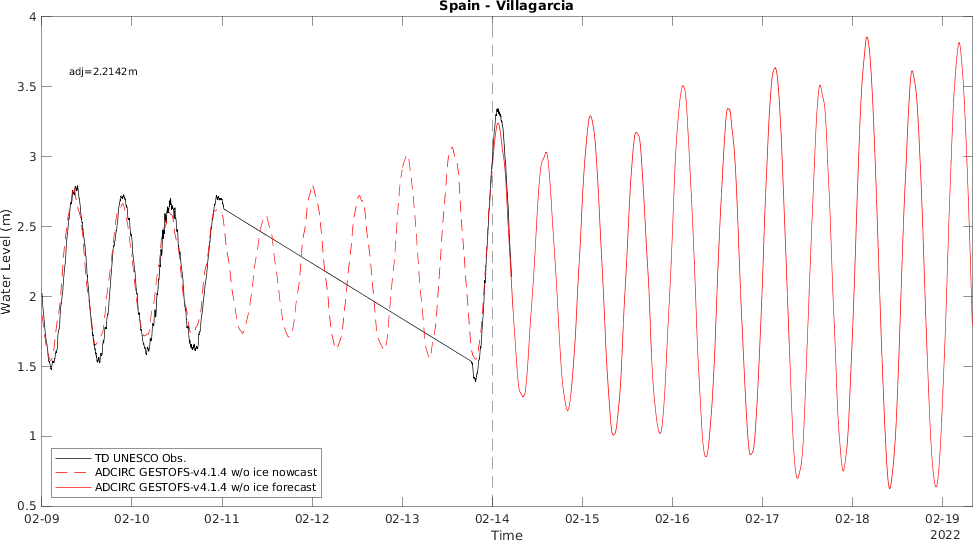 Spain - Villagarcia
4
adj=2.2142m
3.5
3
2.5
2
1.5
1
0.5
Water Level (m)
TD UNESCO Obs.
ADCIRC GESTOFS-v4.1.4 w/o ice nowcast
ADCIRC GESTOFS-v4.1.4 w/o ice forecast
02-09 02-10 02-11 02-12 02-13 02-14 02-15 02-16 02-17 02-18 02-19
Time
2022